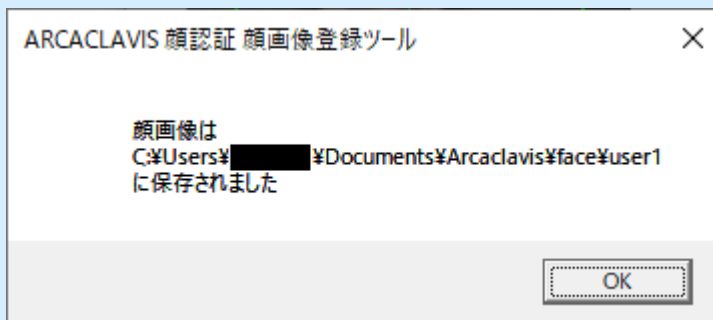 ARCACLAVIS 顔認証 顔画像登録ツール
顔画像は
C:¥Users¥ ¥Documents¥Arcaclavis¥face¥user1
に保存されました
OK